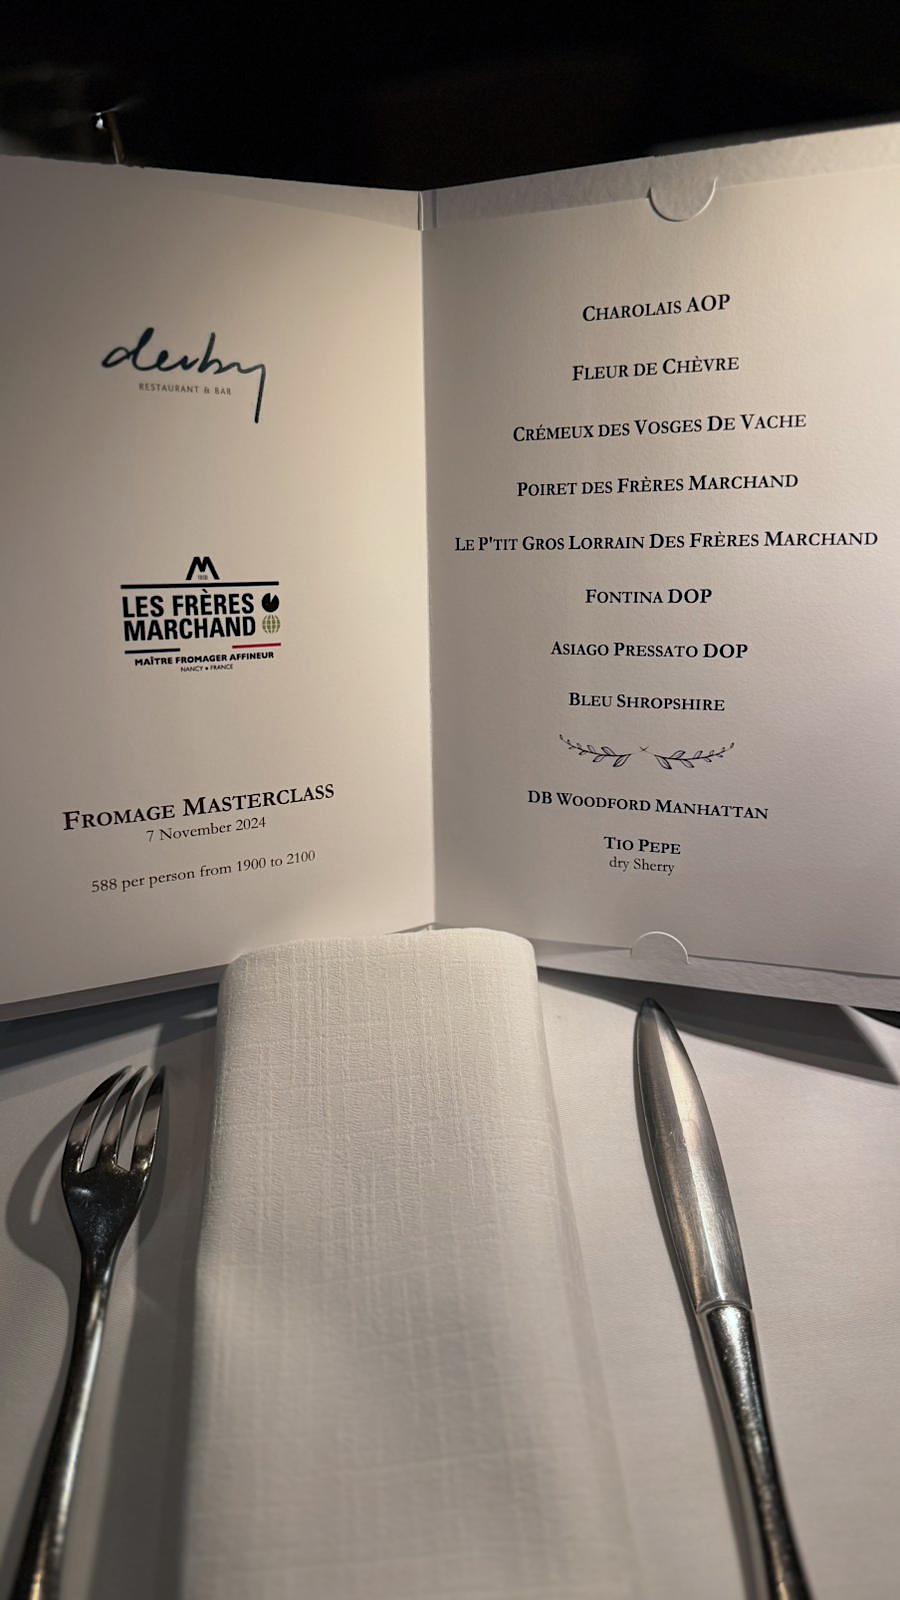 derby
RESTAURANT & BAR
M
LES FRÈRES
MARCHAND
MAÎTRE FROMAGER AFFINEUR
NANCY • FRANCE
FROMAGE MASTERCLASS
7 November 2024
588 per person from 1900 to 2100
CHAROLAIS AOP
FLEUR DE CHÈVRE
CRÉMEUX DES VOSGES DE VACHE
POIRET DES FRÈRES MARCHAND
LE P'TIT GROS LORRAIN DES FRÈRES MARCHAND
FONTINA DOP
ASIAGO PRESSATO DOP
BLEU SHROPSHIRE
DB WOODFORD MANHATTAN
TIO PEPE
dry Sherry